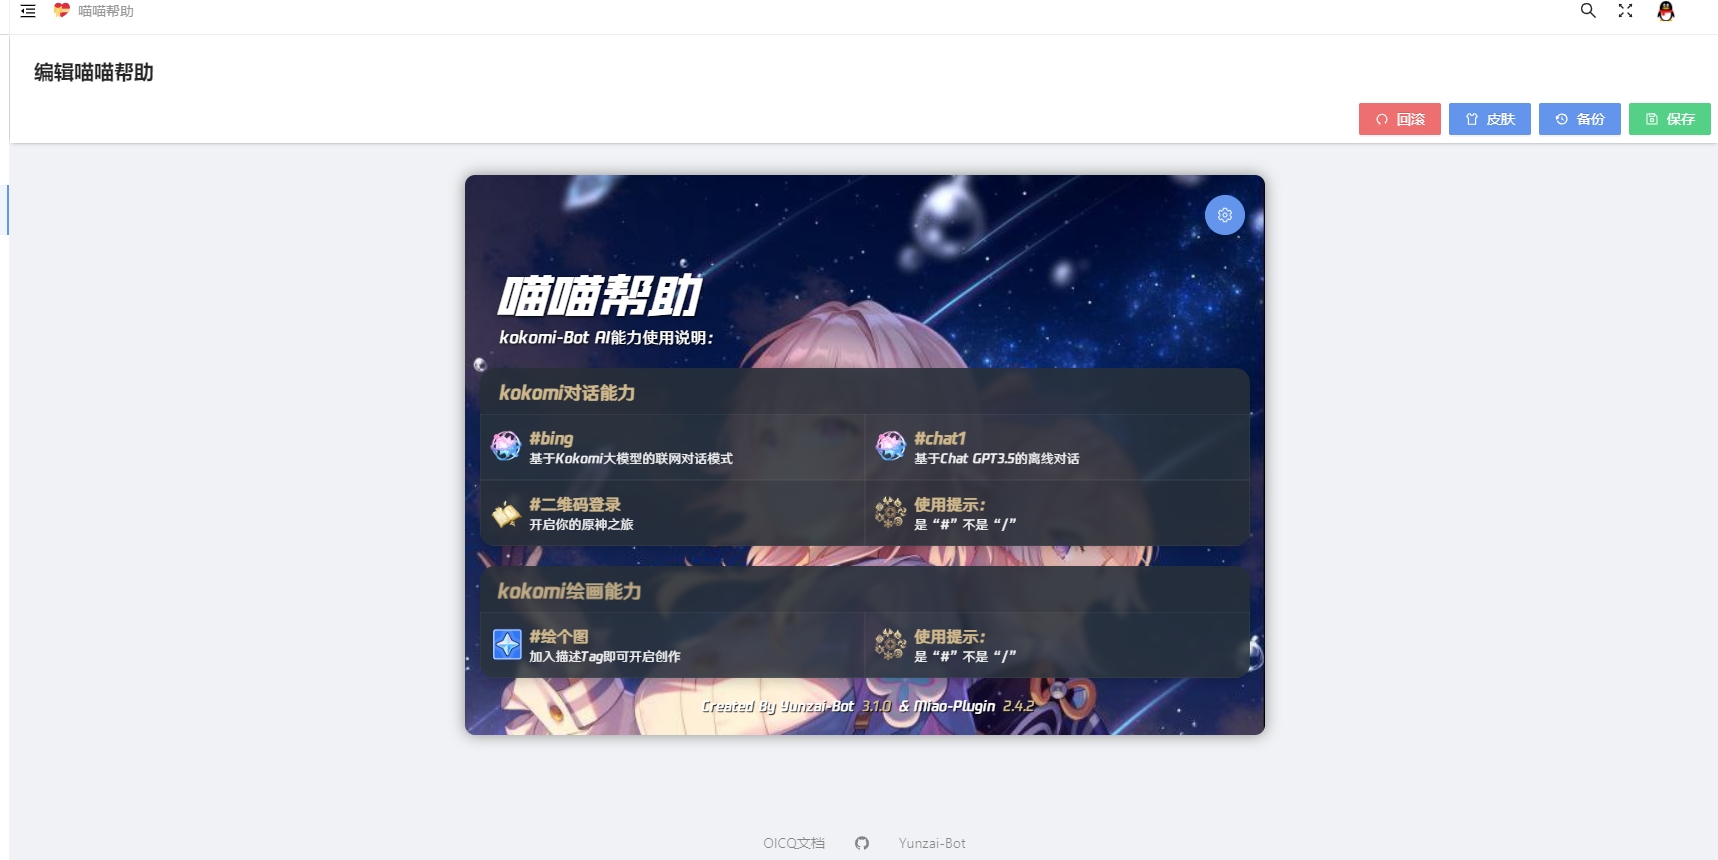 喵喵帮助
编辑喵喵帮助
回滚 皮肤 备份 保存
喵喵帮助
kokomi-Bot AI能力使用说明：
kokomi对话能力
#bing
基于Kokomi大模型的联网对话模式
#chat1
基于Chat GPT3.5的离线对话
#二维码登录
开启你的原神之旅
使用提示：
是“#”不是“/”
kokomi绘画能力
#绘个图
加入描述Tag即可开启创作
使用提示：
是“#”不是“/”
Created By Yunzai-Bot 3.1.0 & Miao-Plugin 2.4.2
OICQ文档 Yunzai-Bot